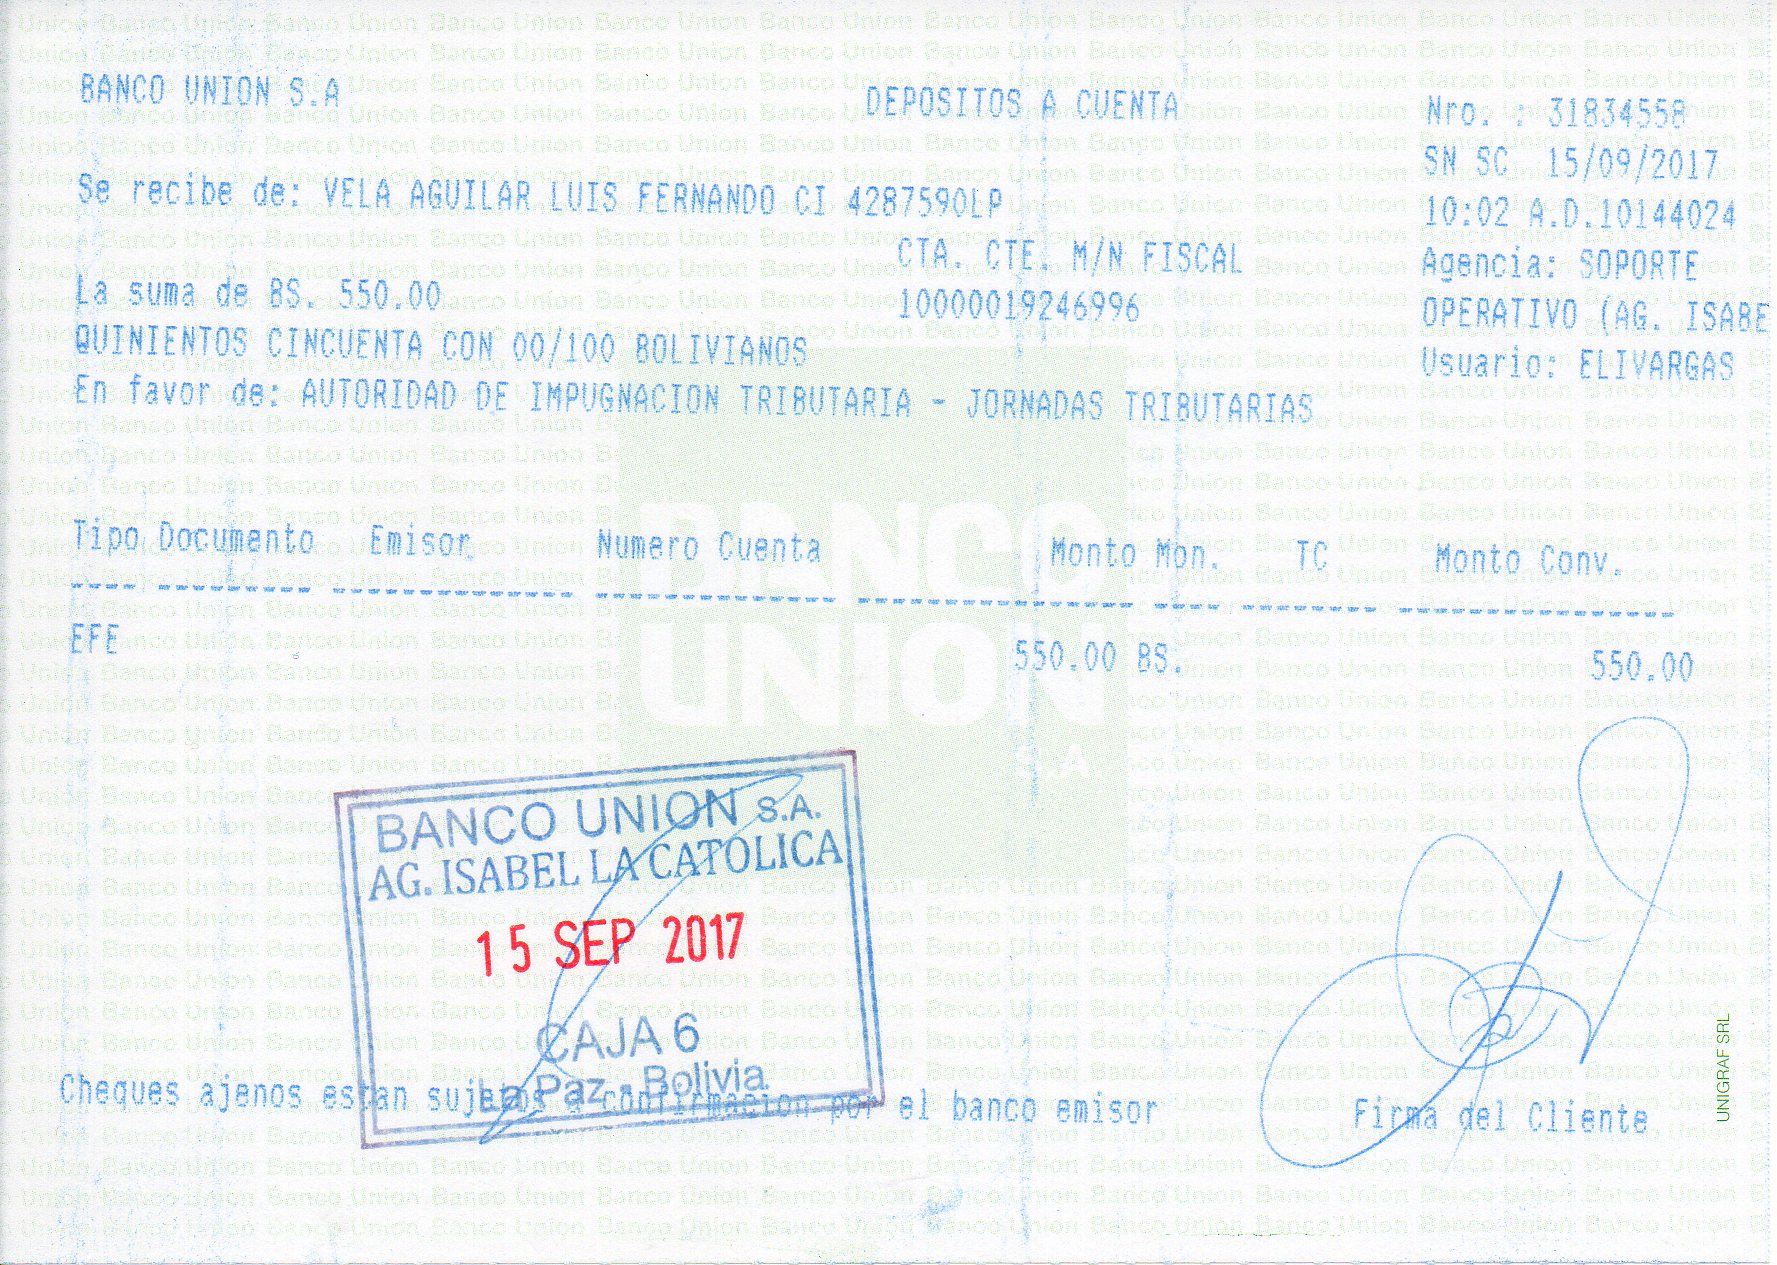 BANCO UNION S.A
DEPOSITOS A CUENTA
Nro. : 31834558
SN SC 15/09/2017
Se recibe de: VELA AGUILAR LUIS FERNANDO CI 4287590LP
10:02 A.D.10144024
CTA. CTE. M/N FISCAL
Agencia: SOPORTE
La suma de BS. 550.00
10000019246996
OPERATIVO (AG. ISABE
QUINIENTOS CINCUENTA CON 00/100 BOLIVIANOS
Usuario: ELIVARGAS
En favor de: AUTORIDAD DE IMPUGNACION TRIBUTARIA - JORNADAS TRIBUTARIAS
Tipo Documento Emisor Numero Cuenta Monto Mon. TC Monto Conv.
EFE 550.00 BS. 550.00
BANCO UNION S.A.
AG. ISABEL LA CATOLICA
15 SEP 2017
CAJA 6
La Paz - Bolivia
Cheques ajenos estan sujetos a confirmacion por el banco emisor
Firma del Cliente
UNIGRAF SRL
BANCO
UNION
S.A.